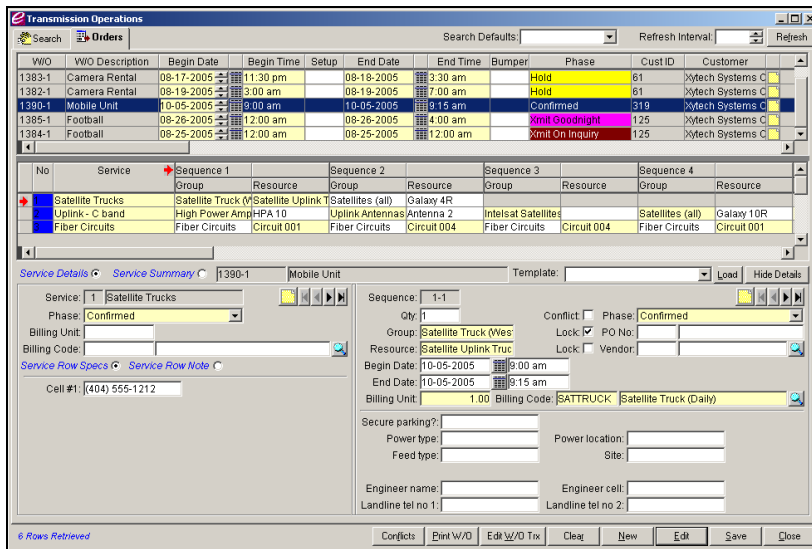 Transmission Operations
Search Orders Search Defaults: Refresh Interval: Refresh
W/O W/O Description Begin Date Begin Time Setup End Date End Time Bumper Phase Cust ID Customer
1383-1 Camera Rental 08-17-2005 11:30 pm 08-18-2005 3:30 am Hold 61 Xytech Systems C
1382-1 Camera Rental 08-19-2005 3:00 am 08-19-2005 7:00 am Hold 61 Xytech Systems C
1390-1 Mobile Unit 10-05-2005 9:00 am 10-05-2005 9:15 am Confirmed 319 Xytech Systems C
1385-1 Football 08-26-2005 12:00 am 08-26-2005 4:00 am Xmit Goodnight 125 Xytech Systems C
1384-1 Football 08-25-2005 12:00 am 08-25-2005 12:00 am Xmit On Inquiry 125 Xytech Systems C
No Service Sequence 1 Sequence 2 Sequence 3 Sequence 4
Group Resource Group Resource Group Resource Group Resource
1 Satellite Trucks Satellite Truck (W Satellite Uplink T Satellites (all) Galaxy 4R
2 Uplink - C band High Power Amp HPA 10 Uplink Antennas Antenna 2 Intelsat Satellites Satellites (all) Galaxy 10R
3 Fiber Circuits Fiber Circuits Circuit 001 Fiber Circuits Circuit 004 Fiber Circuits Circuit 004 Fiber Circuits Circuit 001
Service Details Service Summary 1390-1 Mobile Unit Template: Load Hide Details
Service: 1 Satellite Trucks
Phase: Confirmed
Billing Unit:
Billing Code:
Service Row Specs Service Row Note
Cell #1: (404) 555-1212
Sequence: 1-1
Qty: 1 Conflict: Phase: Confirmed
Group: Satellite Truck (Wes Lock: PO No:
Resource: Satellite Uplink Truc Lock: Vendor:
Begin Date: 10-05-2005 9:00 am
End Date: 10-05-2005 9:15 am
Billing Unit: 1.00 Billing Code: SATTRUCK Satellite Truck (Daily)
Secure parking?:
Power type: Power location:
Feed type: Site:
Engineer name: Engineer cell:
Landline tel no 1: Landline tel no 2:
6 Rows Retrieved Conflicts Print W/O Edit W/O Trx Clear New Edit Save Close